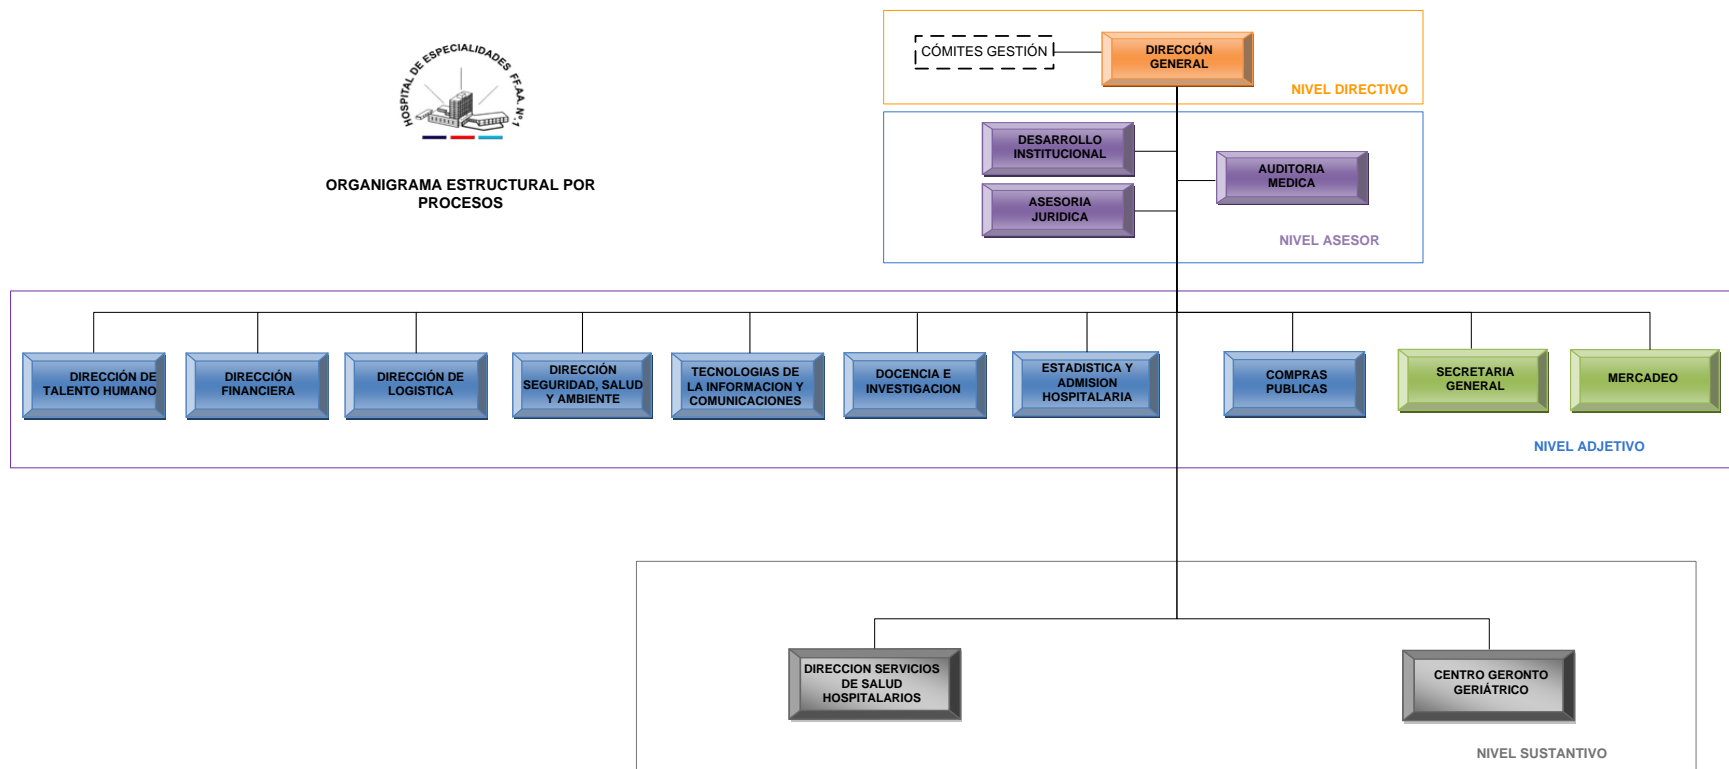 HOSPITAL DE ESPECIALIDADES FF.AA. Nº.1
ORGANIGRAMA ESTRUCTURAL POR
PROCESOS
CÓMITES GESTIÓN
DIRECCIÓN
GENERAL
NIVEL DIRECTIVO
DESARROLLO
INSTITUCIONAL
AUDITORIA
MEDICA
ASESORIA
JURIDICA
NIVEL ASESOR
DIRECCIÓN DE
TALENTO HUMANO
DIRECCIÓN
FINANCIERA
DIRECCIÓN DE
LOGISTICA
DIRECCIÓN
SEGURIDAD, SALUD
Y AMBIENTE
TECNOLOGIAS DE
LA INFORMACION Y
COMUNICACIONES
DOCENCIA E
INVESTIGACION
ESTADISTICA Y
ADMISION
HOSPITALARIA
COMPRAS
PUBLICAS
SECRETARIA
GENERAL
MERCADEO
NIVEL ADJETIVO
DIRECCION SERVICIOS
DE SALUD
HOSPITALARIOS
CENTRO GERONTO
GERIÁTRICO
NIVEL SUSTANTIVO